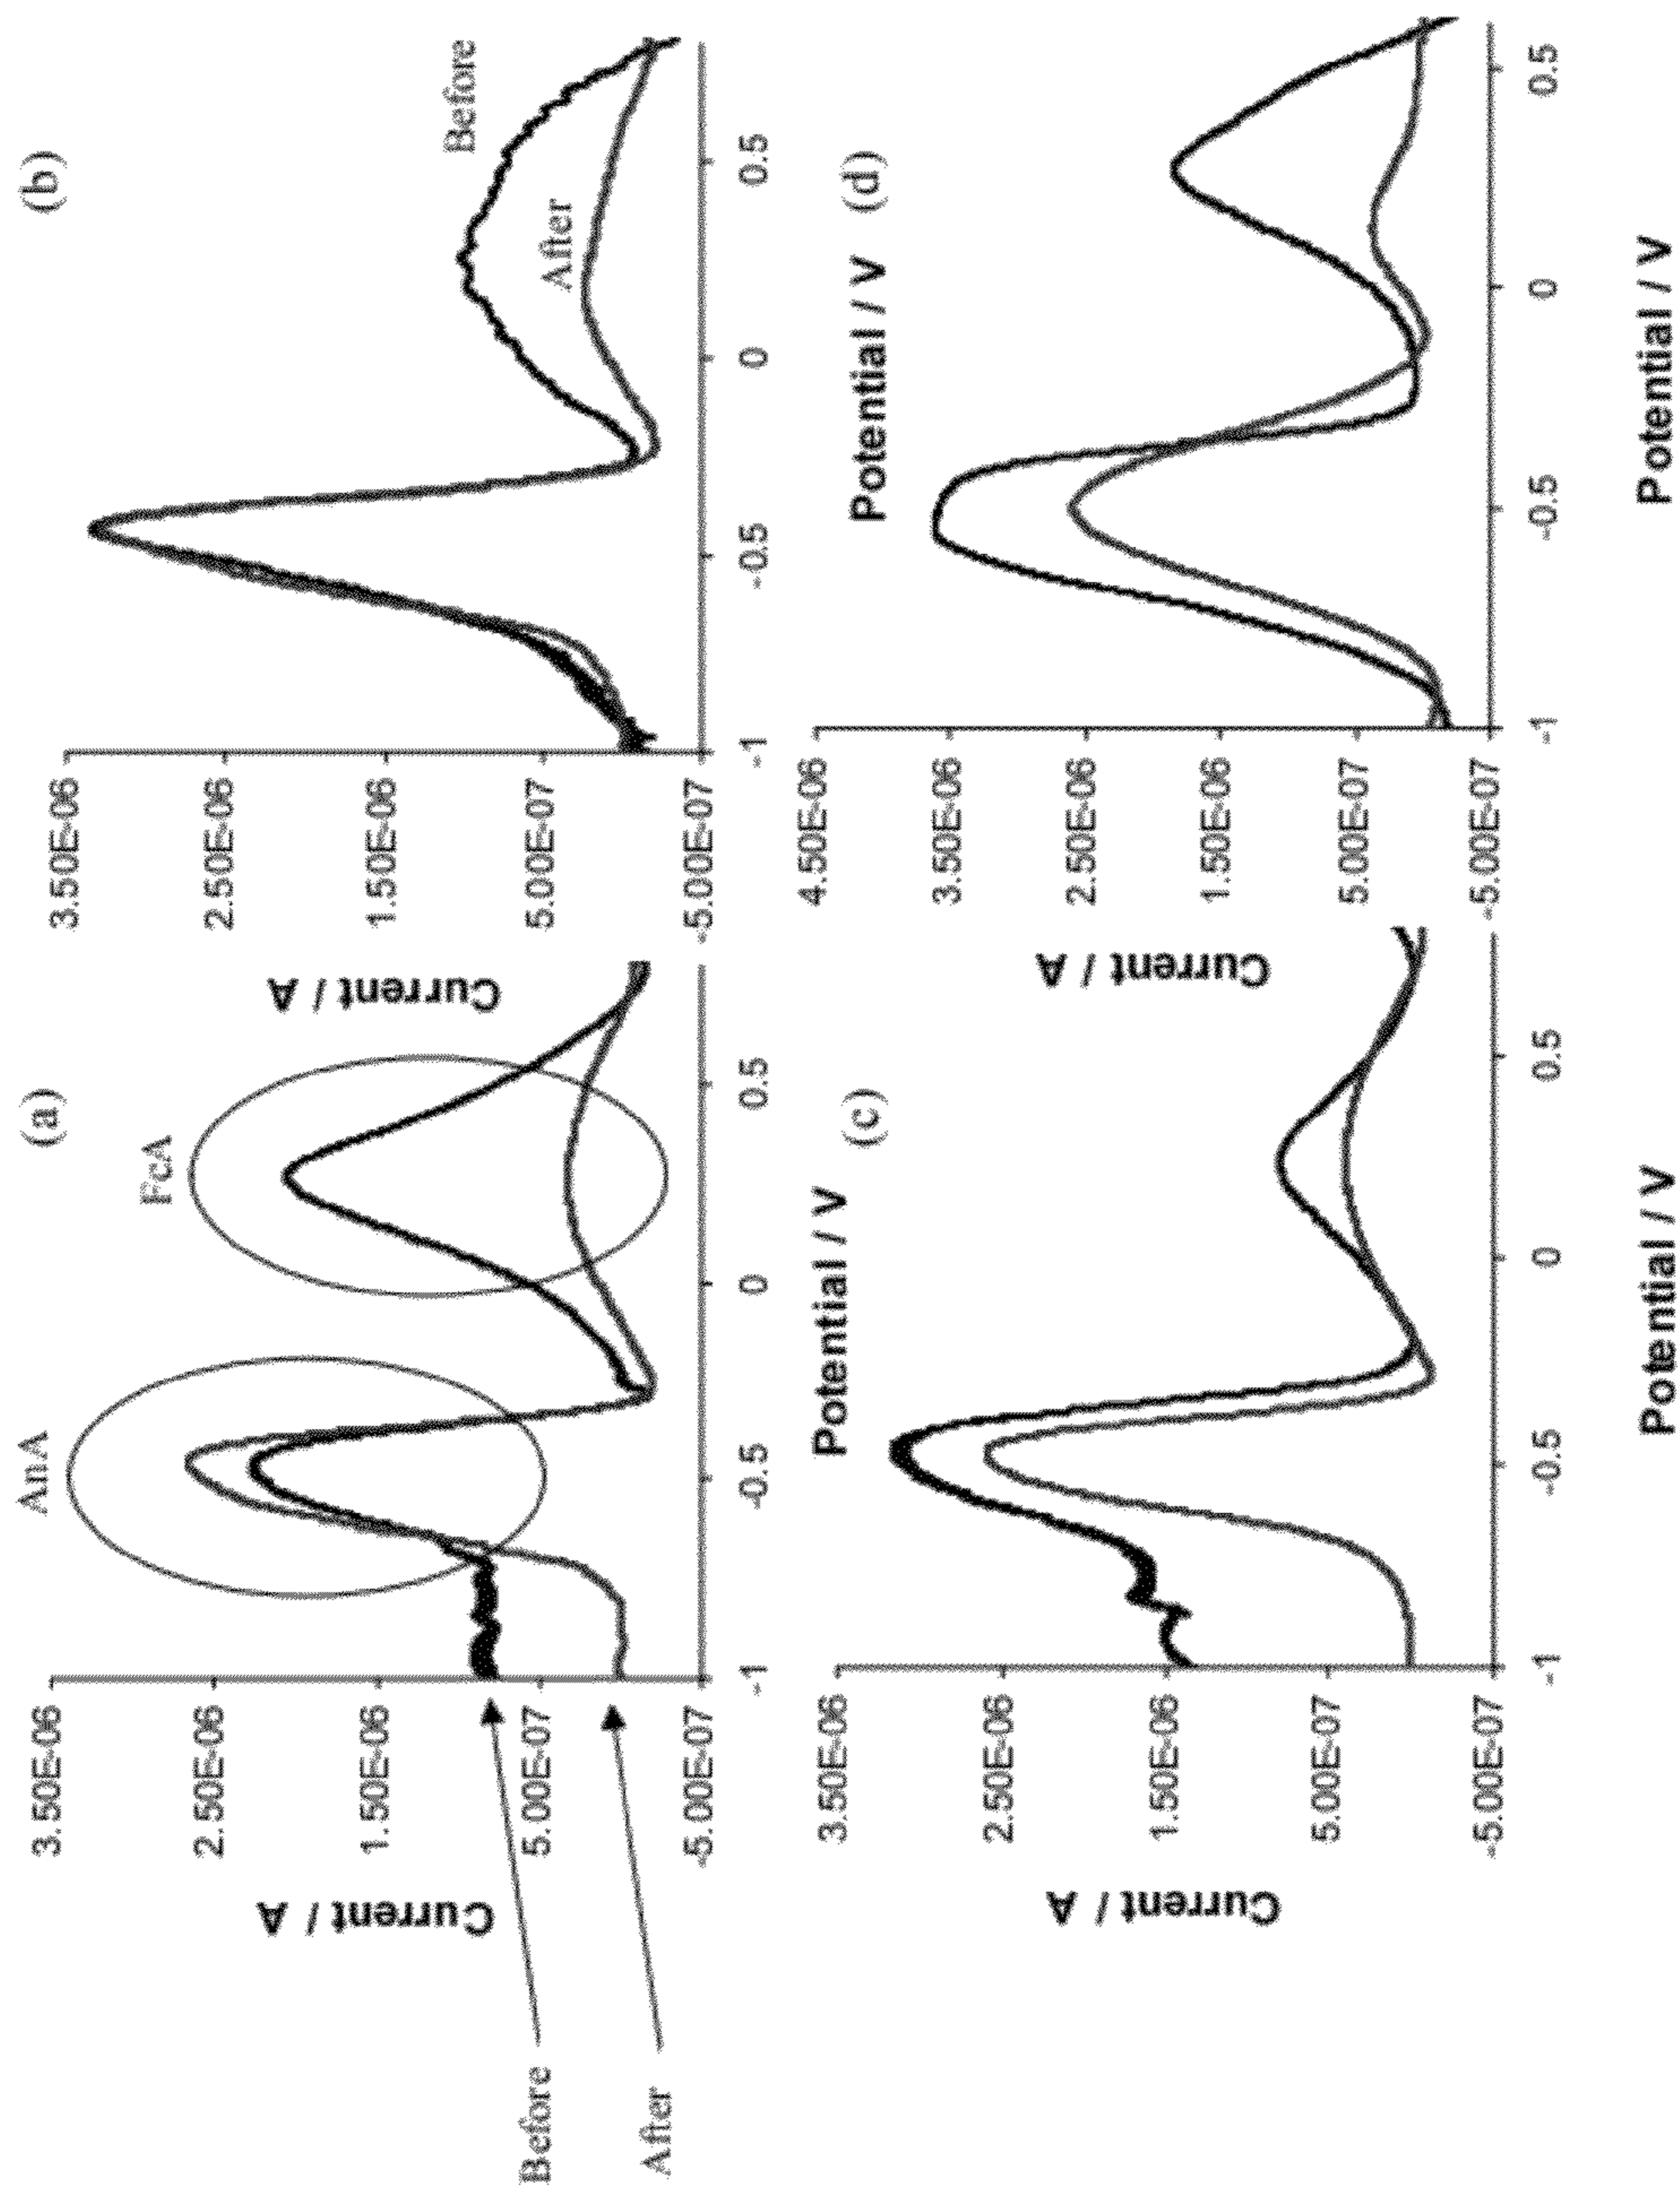 (a)
AnA
FcA
3.50E-06
2.50E-06
1.50E-06
5.00E-07
-5.00E-07
Current / A
Before
After
-1
-0.5
0
0.5
Potential / V
(b)
Before
After
3.50E-06
2.50E-06
1.50E-06
5.00E-07
-5.00E-07
Current / A
-1
-0.5
0
0.5
Potential / V
(c)
3.50E-06
2.50E-06
1.50E-06
5.00E-07
-5.00E-07
Current / A
-1
-0.5
0
0.5
Potential / V
(d)
4.50E-06
3.50E-06
2.50E-06
1.50E-06
5.00E-07
-5.00E-07
Current / A
-1
-0.5
0
0.5
Potential / V